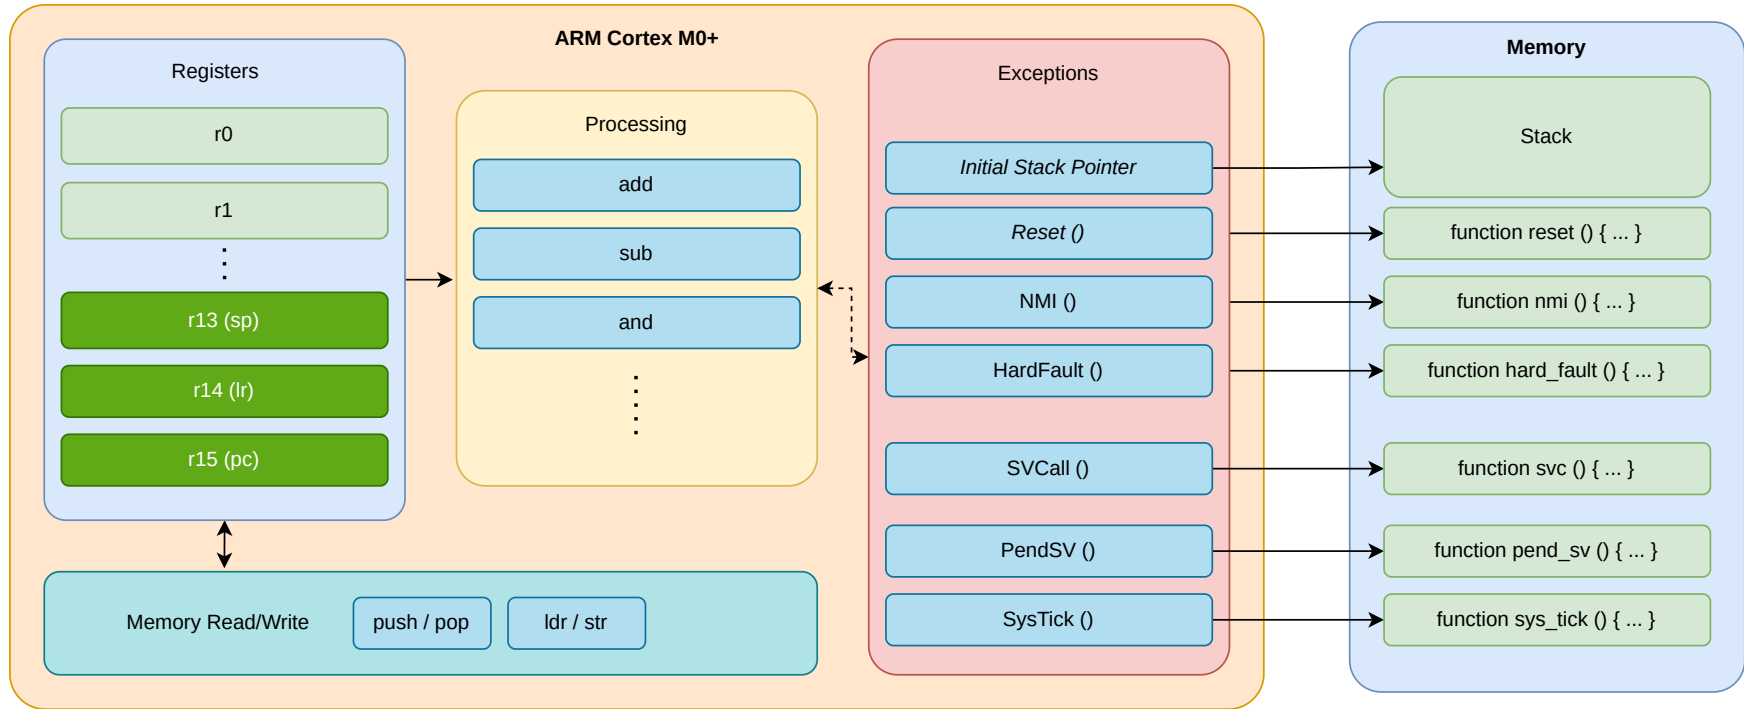 ARM Cortex M0+
Registers
r0
r1
r13 (sp)
r14 (lr)
r15 (pc)
Processing
add
sub
and
Memory Read/Write
push / pop
ldr / str
Exceptions
Initial Stack Pointer
Reset ()
NMI ()
HardFault ()
SVCall ()
PendSV ()
SysTick ()
Memory
Stack
function reset () { ... }
function nmi () { ... }
function hard_fault () { ... }
function svc () { ... }
function pend_sv () { ... }
function sys_tick () { ... }